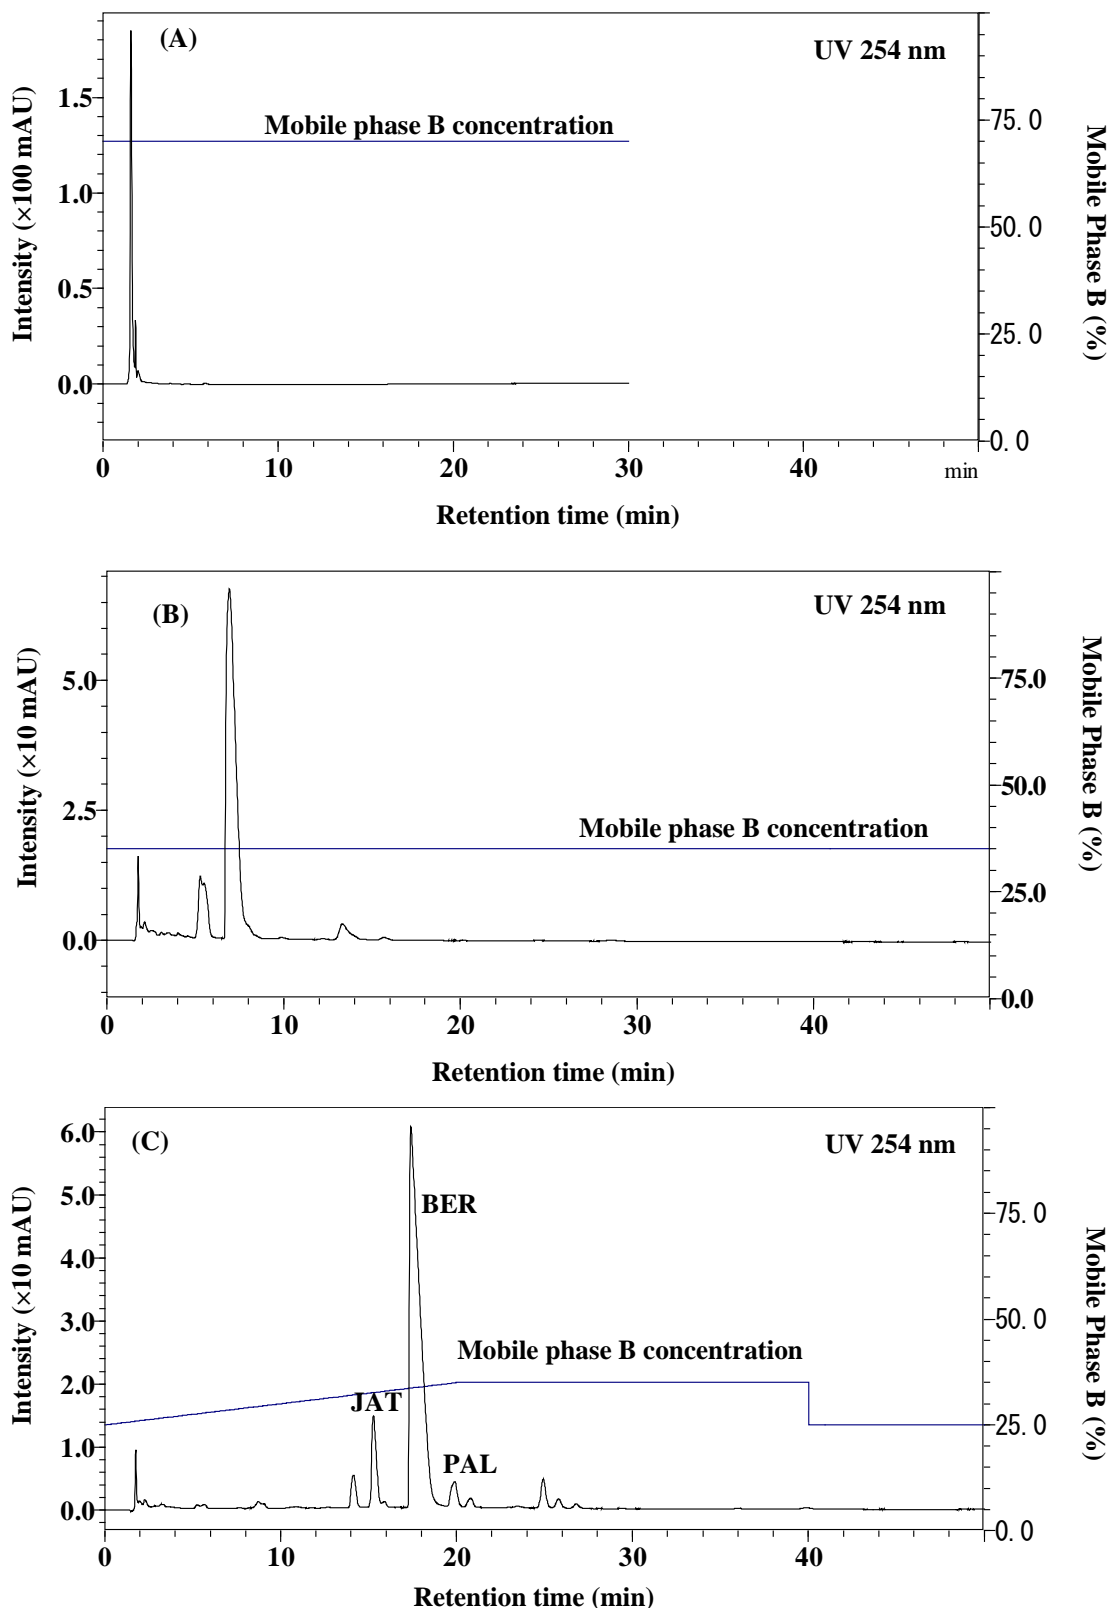 (A)
UV 254 nm
Mobile phase B concentration
Intensity (×100 mAU)
1.5
1.0
0.5
0.0
75.0
50.0
25.0
0.0
Mobile Phase B (%)
0 10 20 30 40 min
Retention time (min)
(B)
UV 254 nm
Mobile phase B concentration
Intensity (×10 mAU)
5.0
2.5
0.0
75.0
50.0
25.0
0.0
Mobile Phase B (%)
0 10 20 30 40
Retention time (min)
(C)
UV 254 nm
BER
Mobile phase B concentration
JAT
PAL
Intensity (×10 mAU)
6.0
5.0
4.0
3.0
2.0
1.0
0.0
75.0
50.0
25.0
0.0
Mobile Phase B (%)
0 10 20 30 40
Retention time (min)